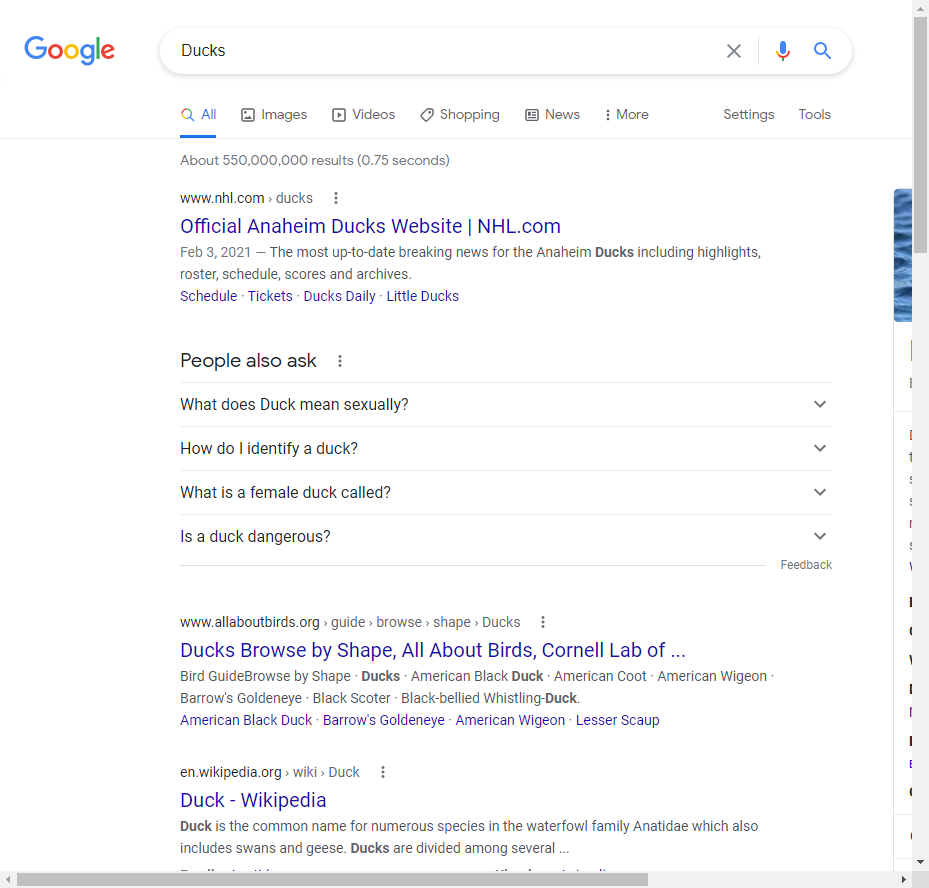 Google
Ducks
All Images Videos Shopping News More Settings Tools
About 550,000,000 results (0.75 seconds)
www.nhl.com › ducks
Official Anaheim Ducks Website | NHL.com
Feb 3, 2021 — The most up-to-date breaking news for the Anaheim Ducks including highlights,
roster, schedule, scores and archives.
Schedule · Tickets · Ducks Daily · Little Ducks
People also ask
What does Duck mean sexually?
How do I identify a duck?
What is a female duck called?
Is a duck dangerous?
Feedback
www.allaboutbirds.org › guide › browse › shape › Ducks
Ducks Browse by Shape, All About Birds, Cornell Lab of ...
Bird GuideBrowse by Shape · Ducks · American Black Duck · American Coot · American Wigeon ·
Barrow's Goldeneye · Black Scoter · Black-bellied Whistling-Duck.
American Black Duck · Barrow's Goldeneye · American Wigeon · Lesser Scaup
en.wikipedia.org › wiki › Duck
Duck - Wikipedia
Duck is the common name for numerous species in the waterfowl family Anatidae which also
includes swans and geese. Ducks are divided among several ...